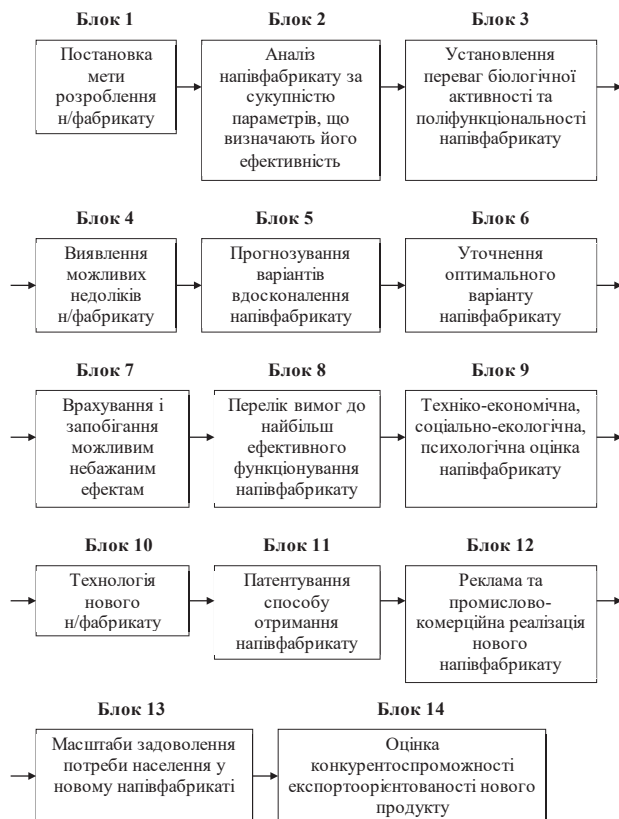 Блок 1
Блок 2
Блок 3
Постановка
мети
розроблення
н/фабрикату
Аналіз
напівфабрикату за
сукупністю
параметрів, що
визначають його
ефективність
Установлення
переваг біологічної
активності та
поліфункціональності
напівфабрикату
Блок 4
Блок 5
Блок 6
Виявлення
можливих
недоліків
н/фабрикату
Прогнозування
варіантів
вдосконалення
напівфабрикату
Уточнення
оптимального
варіанту
напівфабрикату
Блок 7
Блок 8
Блок 9
Врахування і
запобігання
можливим
небажаним
ефектам
Перелік вимог до
найбільш
ефективного
функціонування
напівфабрикату
Техніко-економічна,
соціально-екологічна,
психологічна оцінка
напівфабрикату
Блок 10
Блок 11
Блок 12
Технологія
нового
н/фабрикату
Патентування
способу
отримання
напівфабрикату
Реклама та
промислово-
комерційна реалізація
нового
напівфабрикату
Блок 13
Блок 14
Масштаби задоволення
потреби населення у
новому напівфабрикаті
Оцінка
конкурентоспроможності
експортоорієнтованості нового
продукту